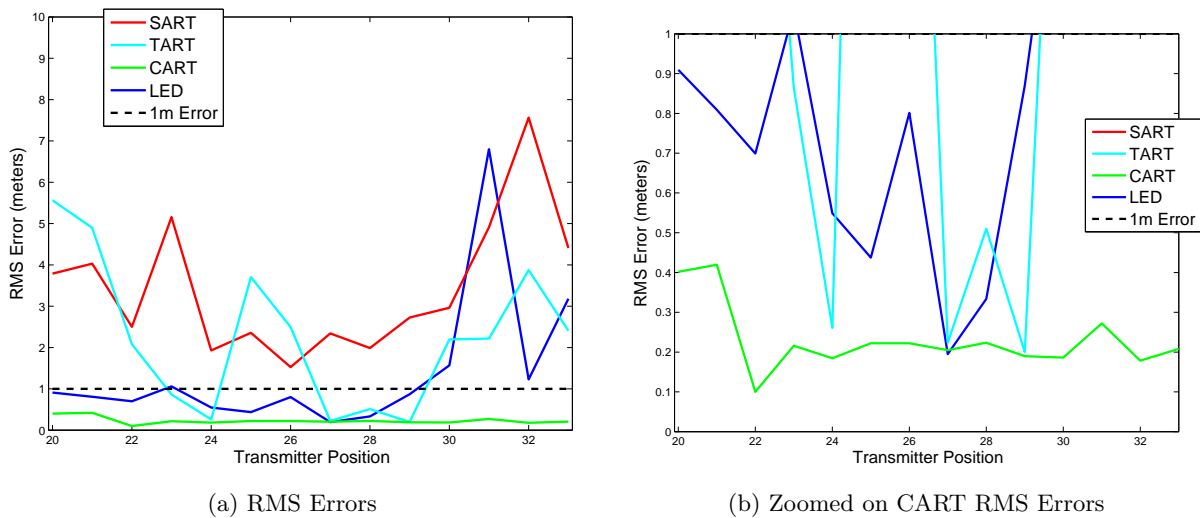 SART
TART
CART
LED
1m Error
10
9
8
7
6
5
4
3
2
1
0
RMS Error (meters)
20 22 24 26 28 30 32
Transmitter Position
(a) RMS Errors
1
0.9
0.8
0.7
0.6
0.5
0.4
0.3
0.2
0.1
0
RMS Error (meters)
SART
TART
CART
LED
1m Error
20 22 24 26 28 30 32
Transmitter Position
(b) Zoomed on CART RMS Errors